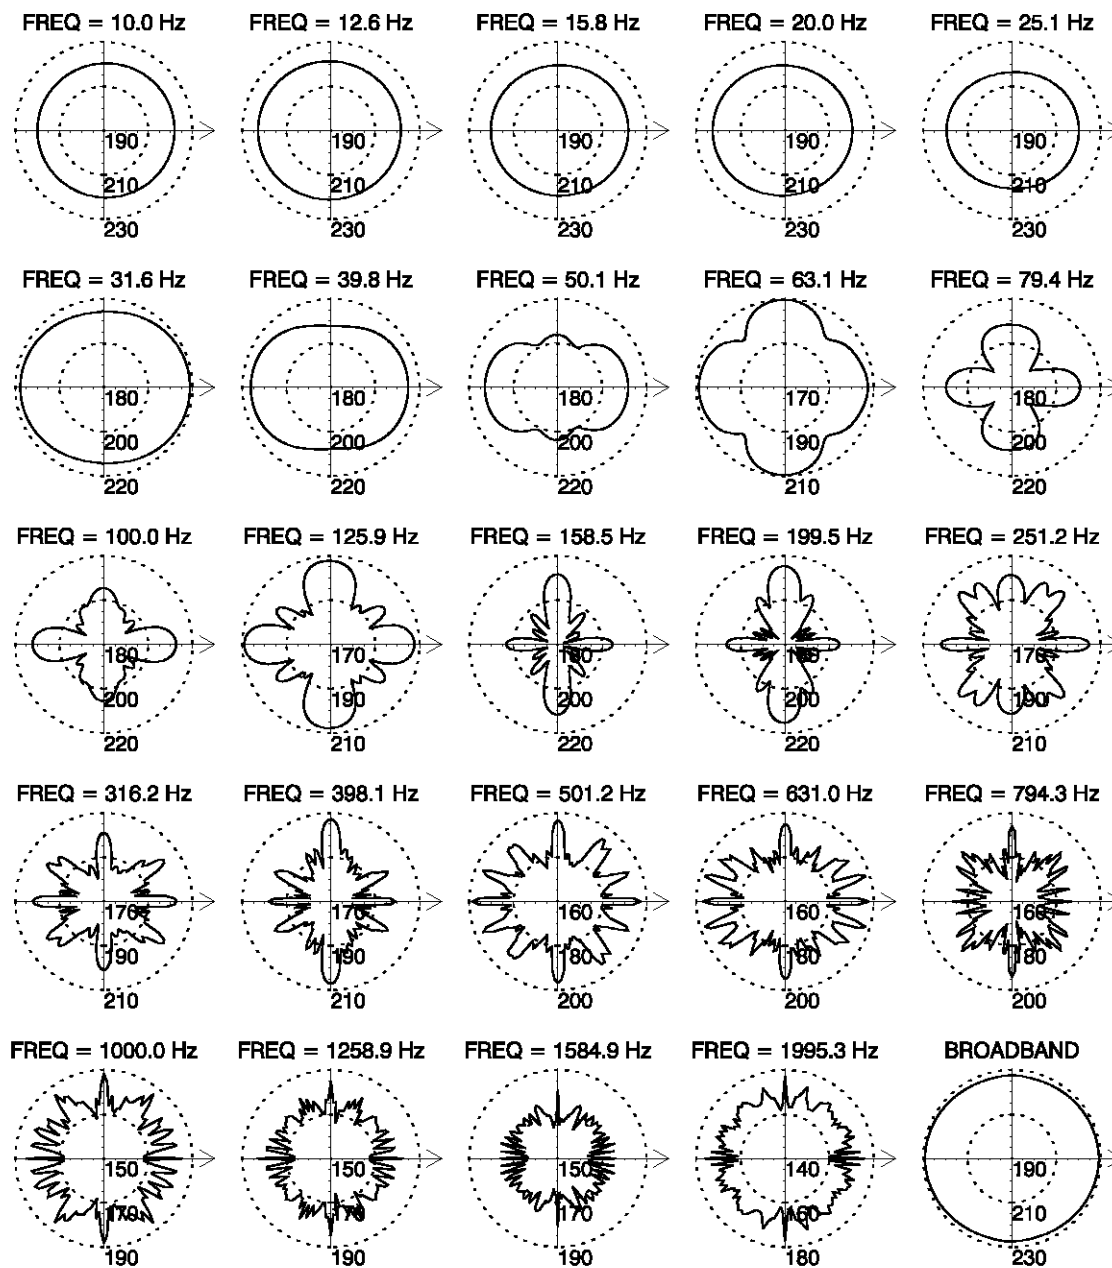 FREQ = 10.0 Hz FREQ = 12.6 Hz FREQ = 15.8 Hz FREQ = 20.0 Hz FREQ = 25.1 Hz
190 190 190 190 190
210 210 210 210 210
230 230 230 230 230
FREQ = 31.6 Hz FREQ = 39.8 Hz FREQ = 50.1 Hz FREQ = 63.1 Hz FREQ = 79.4 Hz
180 180 180 170 180
200 200 200 190 200
220 220 220 210 220
FREQ = 100.0 Hz FREQ = 125.9 Hz FREQ = 158.5 Hz FREQ = 199.5 Hz FREQ = 251.2 Hz
180 170 180 180 170
200 190 200 200 190
220 210 220 220 210
FREQ = 316.2 Hz FREQ = 398.1 Hz FREQ = 501.2 Hz FREQ = 631.0 Hz FREQ = 794.3 Hz
170 170 160 160 160
190 190 180 180 180
210 210 200 200 200
FREQ = 1000.0 Hz FREQ = 1258.9 Hz FREQ = 1584.9 Hz FREQ = 1995.3 Hz BROADBAND
150 150 150 140 190
170 170 170 160 210
190 190 190 180 230